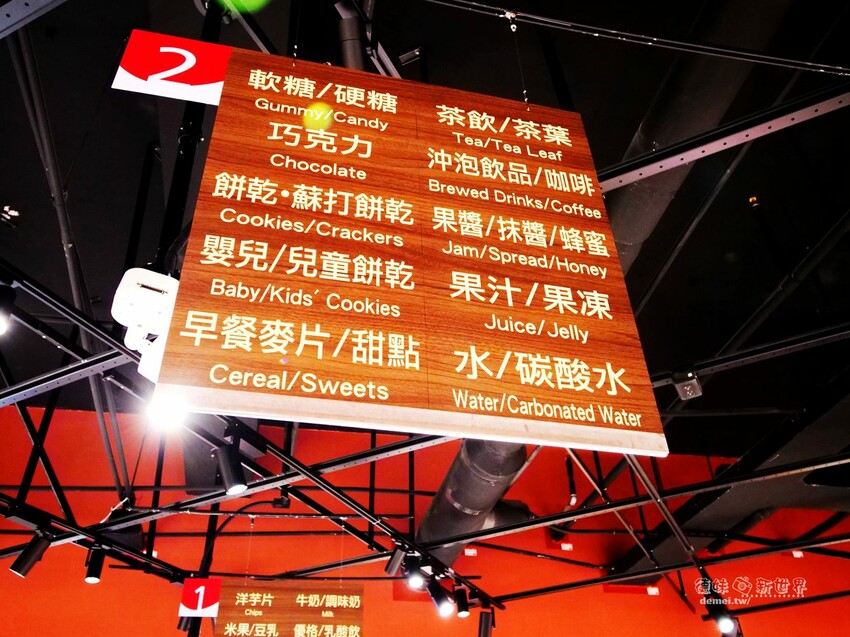 2
軟糖/硬糖
Gummy/Candy
巧克力
Chocolate
餅乾·蘇打餅乾
Cookies/Crackers
嬰兒/兒童餅乾
Baby/Kids' Cookies
早餐麥片/甜點
Cereal/Sweets
茶飲/茶葉
Tea/Tea Leaf
沖泡飲品/咖啡
Brewed Drinks/Coffee
果醬/抹醬/蜂蜜
Jam/Spread/Honey
果汁/果凍
Juice/Jelly
水/碳酸水
Water/Carbonated Water
1
洋芋片
Chips
米果/豆乳
牛奶/調味奶
Milk
優格/乳酸飲
德味 新世界
demei.tw/